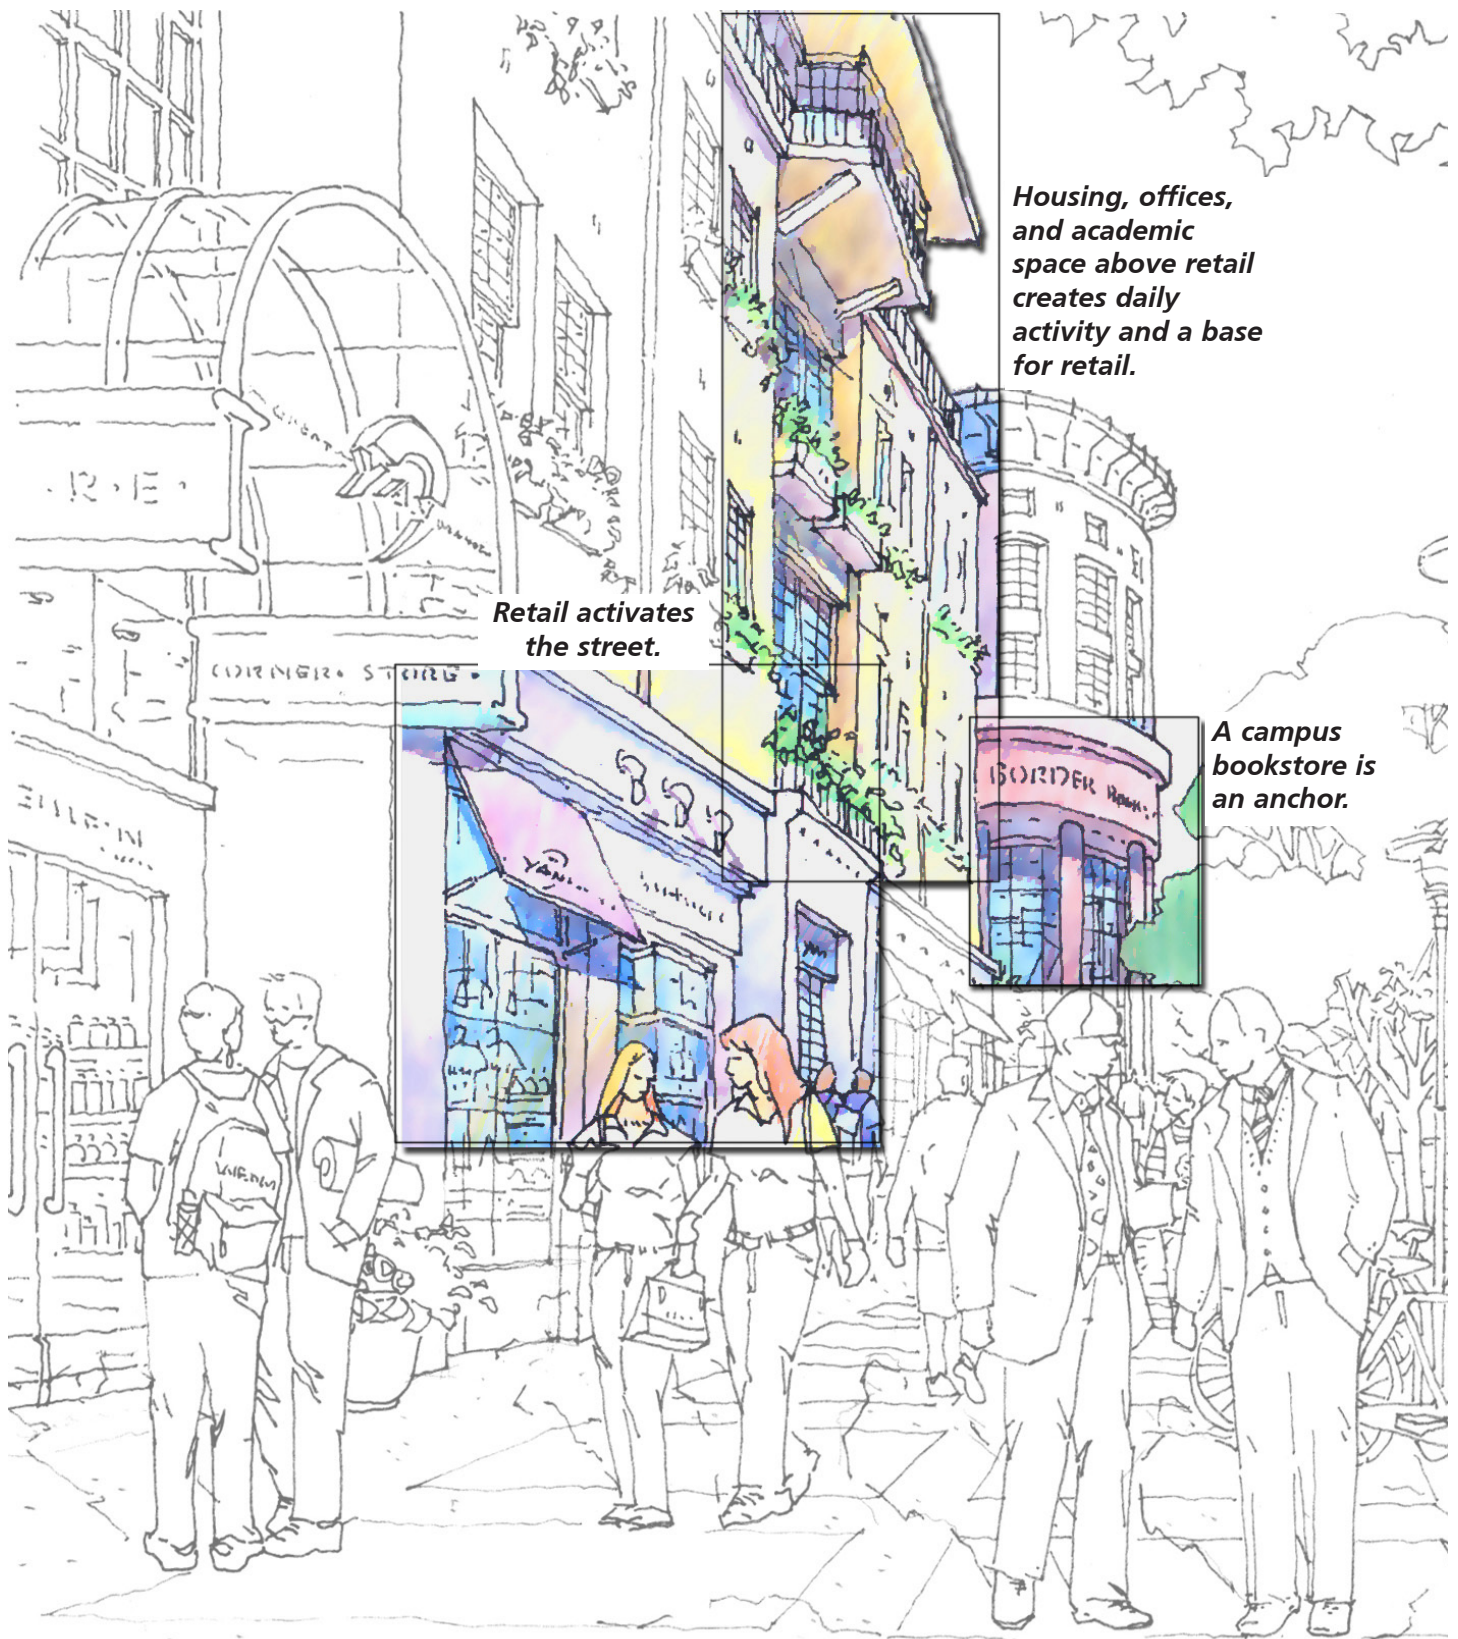 Housing, offices,
and academic
space above retail
creates daily
activity and a base
for retail.
· R · E ·
Retail activates
the street.
CORNER · STORE ·
A campus
bookstore is
an anchor.
BORDER